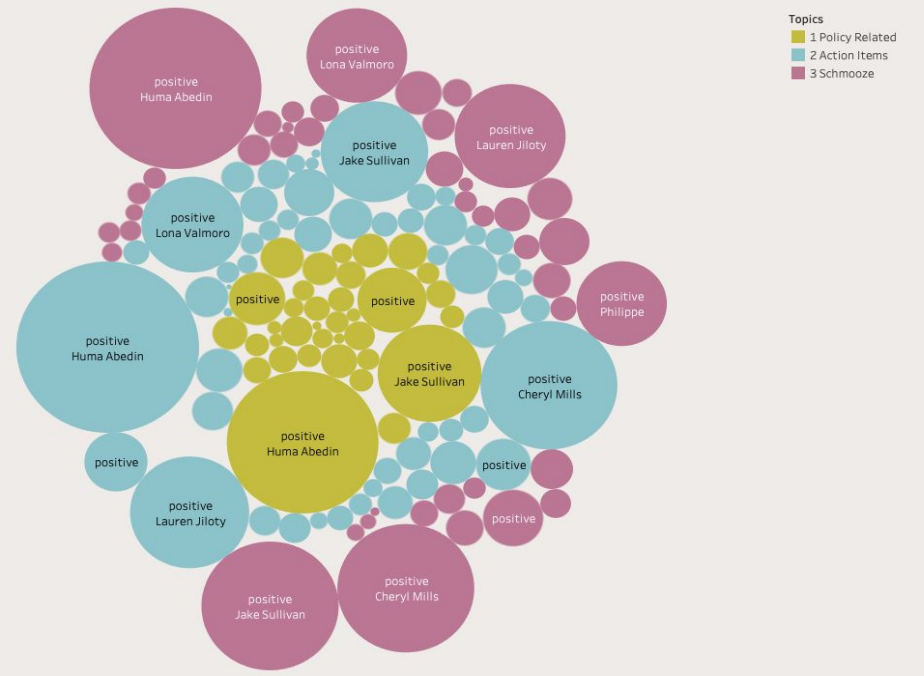 Topics
1 Policy Related
2 Action Items
3 Schmooze
positive
Huma Abedin
positive
Lona Valmoro
positive
Lauren Jiloty
positive
Jake Sullivan
positive
Lona Valmoro
positive
positive
positive
Philippe
positive
Huma Abedin
positive
Jake Sullivan
positive
Cheryl Mills
positive
Huma Abedin
positive
positive
positive
Lauren Jiloty
positive
positive
Cheryl Mills
positive
Jake Sullivan